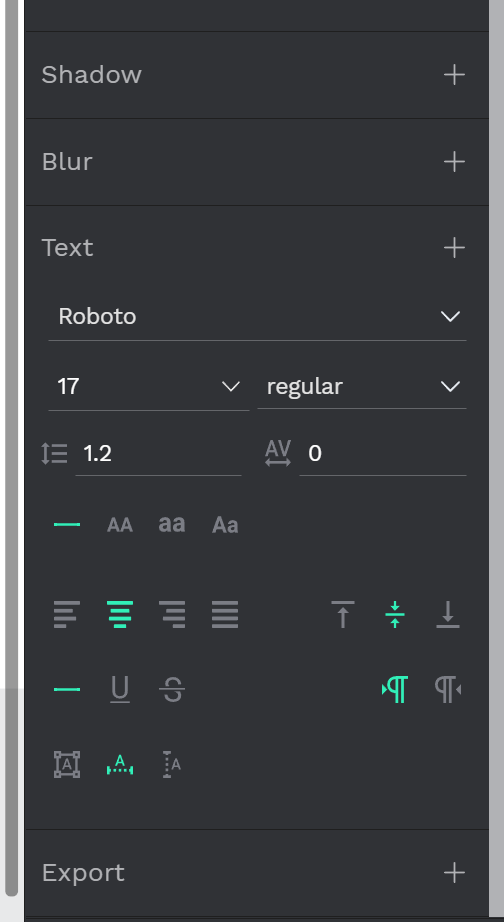 Shadow
Blur
Text
Roboto
17 regular
1.2 AV 0
AA aa Aa
U S
A A A
Export